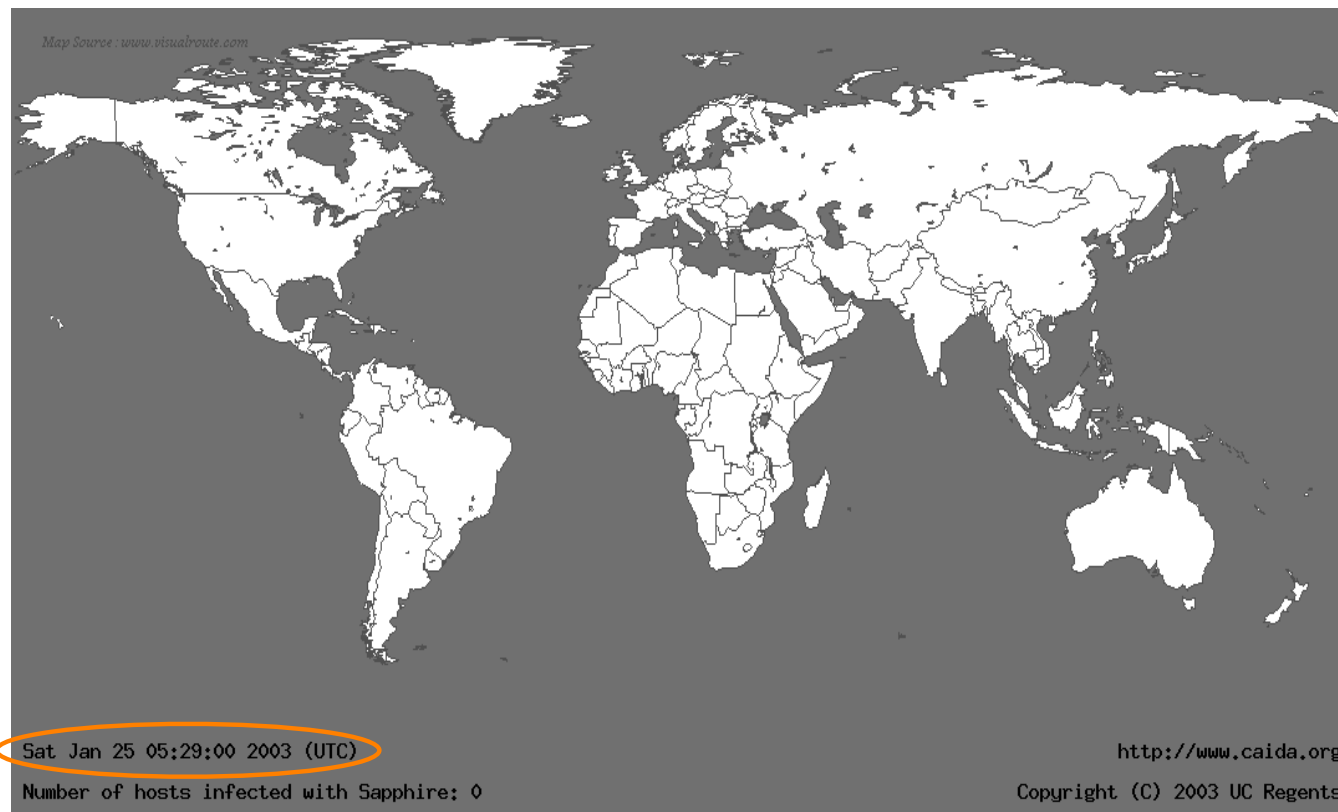 Map Source : www.visualroute.com
Sat Jan 25 05:29:00 2003 (UTC)
http://www.caida.org
Number of hosts infected with Sapphire: 0
Copyright (C) 2003 UC Regents